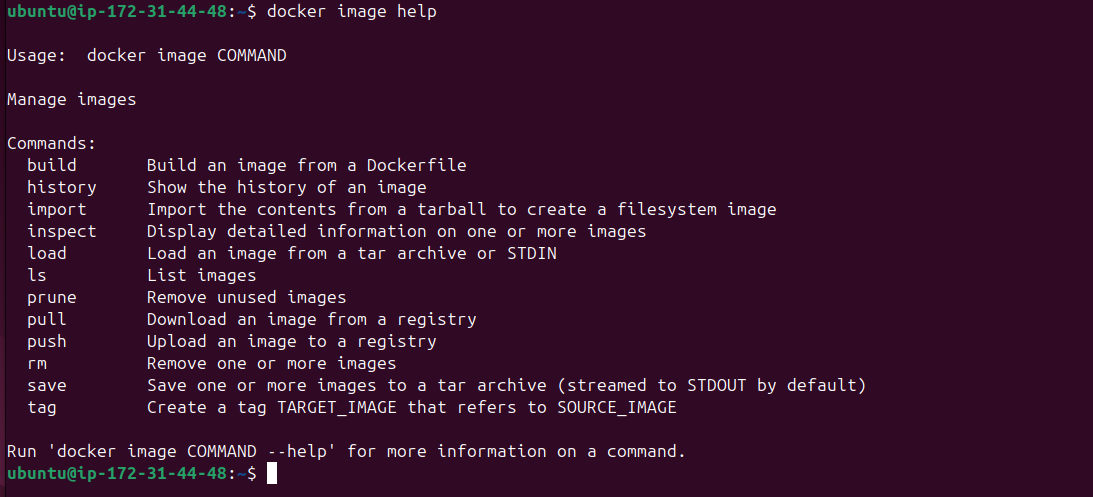 ubuntu@ip-172-31-44-48:~$ docker image help
Usage:  docker image COMMAND
Manage images
Commands:
  build       Build an image from a Dockerfile
  history     Show the history of an image
  import      Import the contents from a tarball to create a filesystem image
  inspect     Display detailed information on one or more images
  load        Load an image from a tar archive or STDIN
  ls          List images
  prune       Remove unused images
  pull        Download an image from a registry
  push        Upload an image to a registry
  rm          Remove one or more images
  save        Save one or more images to a tar archive (streamed to STDOUT by default)
  tag         Create a tag TARGET_IMAGE that refers to SOURCE_IMAGE
Run 'docker image COMMAND --help' for more information on a command.
ubuntu@ip-172-31-44-48:~$